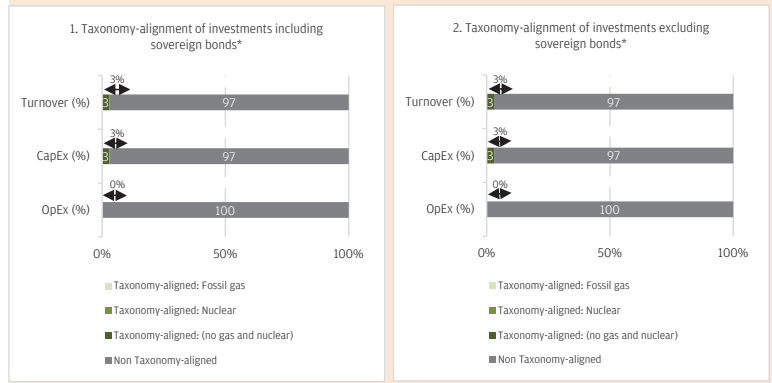 1. Taxonomy-alignment of investments including
sovereign bonds*
3%
Turnover (%) 3 97
3%
CapEx (%) 3 97
0%
OpEx (%) 100
0% 50% 100%
Taxonomy-aligned: Fossil gas
Taxonomy-aligned: Nuclear
Taxonomy-aligned: (no gas and nuclear)
Non Taxonomy-aligned
2. Taxonomy-alignment of investments excluding
sovereign bonds*
3%
Turnover (%) 3 97
3%
CapEx (%) 3 97
0%
OpEx (%) 100
0% 50% 100%
Taxonomy-aligned: Fossil gas
Taxonomy-aligned: Nuclear
Taxonomy-aligned: (no gas and nuclear)
Non Taxonomy-aligned